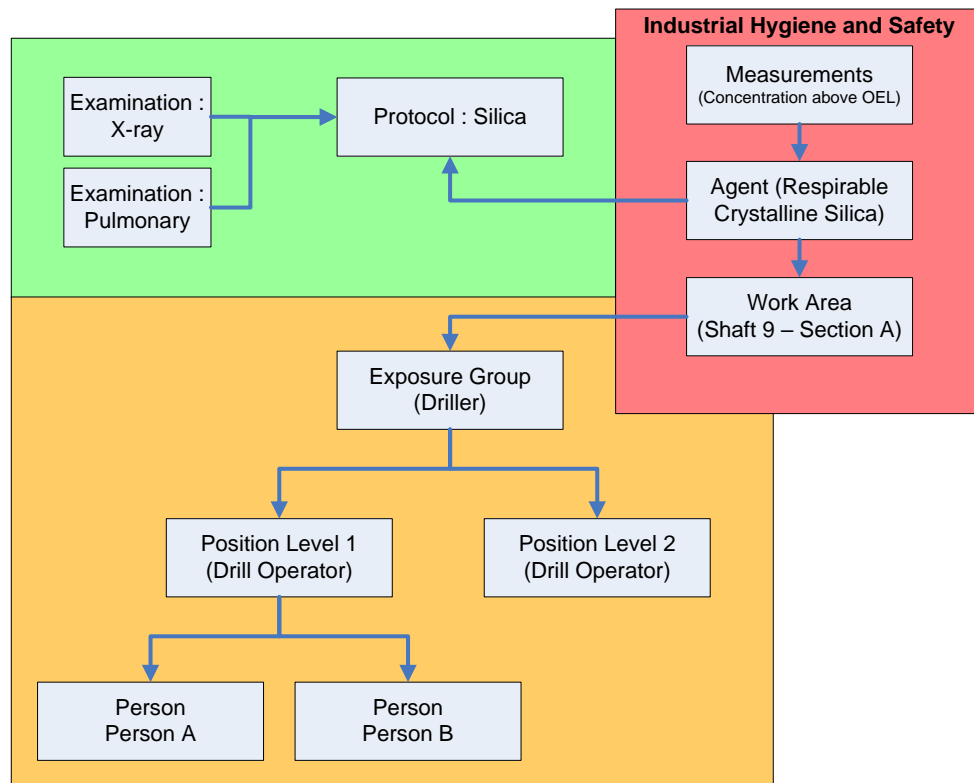 Industrial Hygiene and Safety
Measurements
(Concentration above OEL)
Examination :
X-ray
Protocol : Silica
Examination :
Pulmonary
Agent (Respirable
Crystalline Silica)
Work Area
(Shaft 9 – Section A)
Exposure Group
(Driller)
Position Level 1
(Drill Operator)
Position Level 2
(Drill Operator)
Person
Person A
Person
Person B